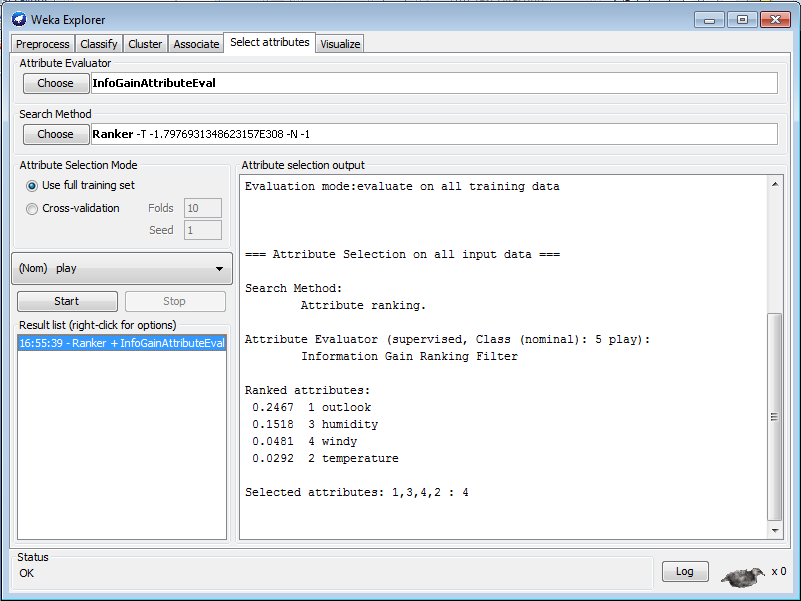 Weka Explorer
Preprocess Classify Cluster Associate Select attributes Visualize
Attribute Evaluator
Choose InfoGainAttributeEval
Search Method
Choose Ranker -T -1.7976931348623157E308 -N -1
Attribute Selection Mode
Use full training set
Cross-validation Folds 10
Seed 1
(Nom) play
Start Stop
Result list (right-click for options)
16:55:39 - Ranker + InfoGainAttributeEval
Attribute selection output
Evaluation mode:evaluate on all training data
=== Attribute Selection on all input data ===
Search Method:
Attribute ranking.
Attribute Evaluator (supervised, Class (nominal): 5 play):
Information Gain Ranking Filter
Ranked attributes:
0.2467 1 outlook
0.1518 3 humidity
0.0481 4 windy
0.0292 2 temperature
Selected attributes: 1,3,4,2 : 4
Status
OK
Log x 0